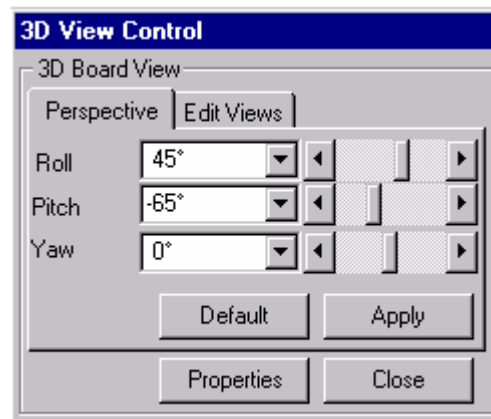 3D View Control
3D Board View
Perspective Edit Views
Roll 45°
Pitch -65°
Yaw 0°
Default Apply
Properties Close